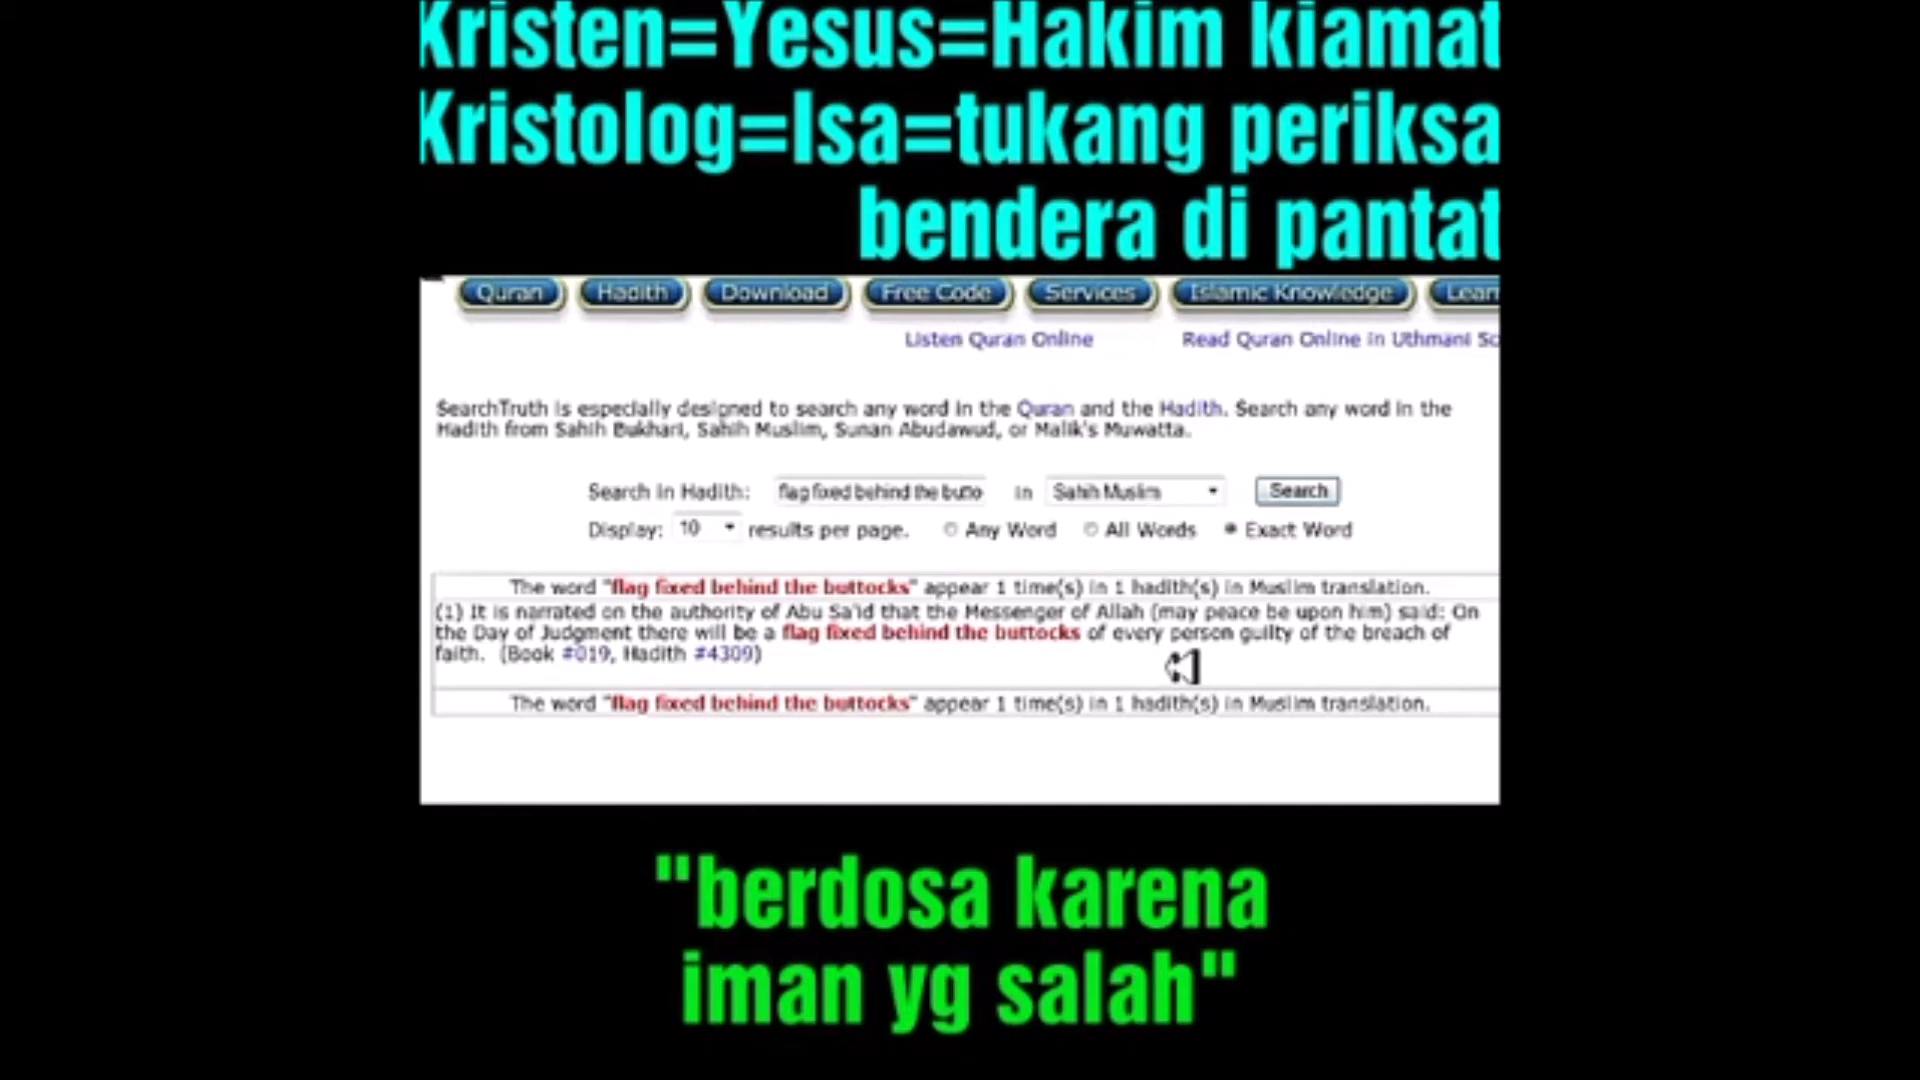 Kristen=Yesus=Hakim kiamat
Kristolog=Isa=tukang periksa
bendera di pantat
Quran Hadith Download Free Code Services Islamic Knowledge Learn
Listen Quran Online Read Quran Online in Uthmani Sc
SearchTruth is especially designed to search any word in the Quran and the Hadith. Search any word in the
Hadith from Sahih Bukhari, Sahih Muslim, Sunan Abudawud, or Malik's Muwatta.
Search in Hadith: flag fixed behind the butto in Sahih Muslim Search
Display: 10 results per page. Any Word All Words Exact Word
The word "flag fixed behind the buttocks" appear 1 time(s) in 1 hadith(s) in Muslim translation.
(1) It is narrated on the authority of Abu Sa'id that the Messenger of Allah (may peace be upon him) said: On
the Day of Judgment there will be a flag fixed behind the buttocks of every person guilty of the breach of
faith. (Book #019, Hadith #4309)
The word "flag fixed behind the buttocks" appear 1 time(s) in 1 hadith(s) in Muslim translation.
"berdosa karena
iman yg salah"